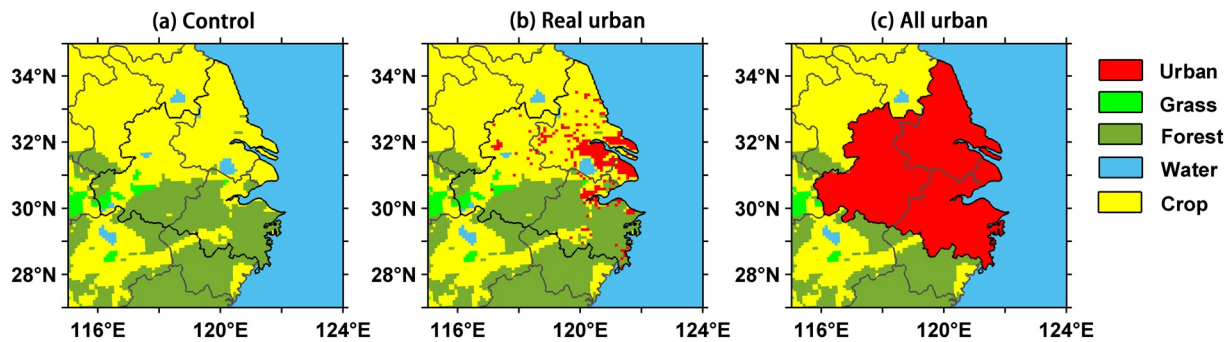 (a) Control
(b) Real urban
(c) All urban
34°N
32°N
30°N
28°N
116°E
120°E
124°E
34°N
32°N
30°N
28°N
116°E
120°E
124°E
34°N
32°N
30°N
28°N
116°E
120°E
124°E
Urban
Grass
Forest
Water
Crop